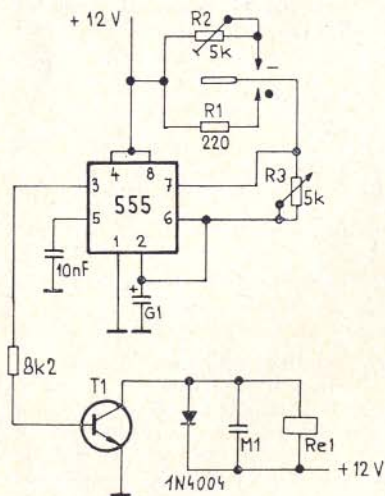 + 12 V
R2
5k
−
R1
220
4 8
3 7
555
R3
5k
5 6
1 2
10nF
+
G1
8k2
T1
1N4004
M1
Re1
+ 12 V